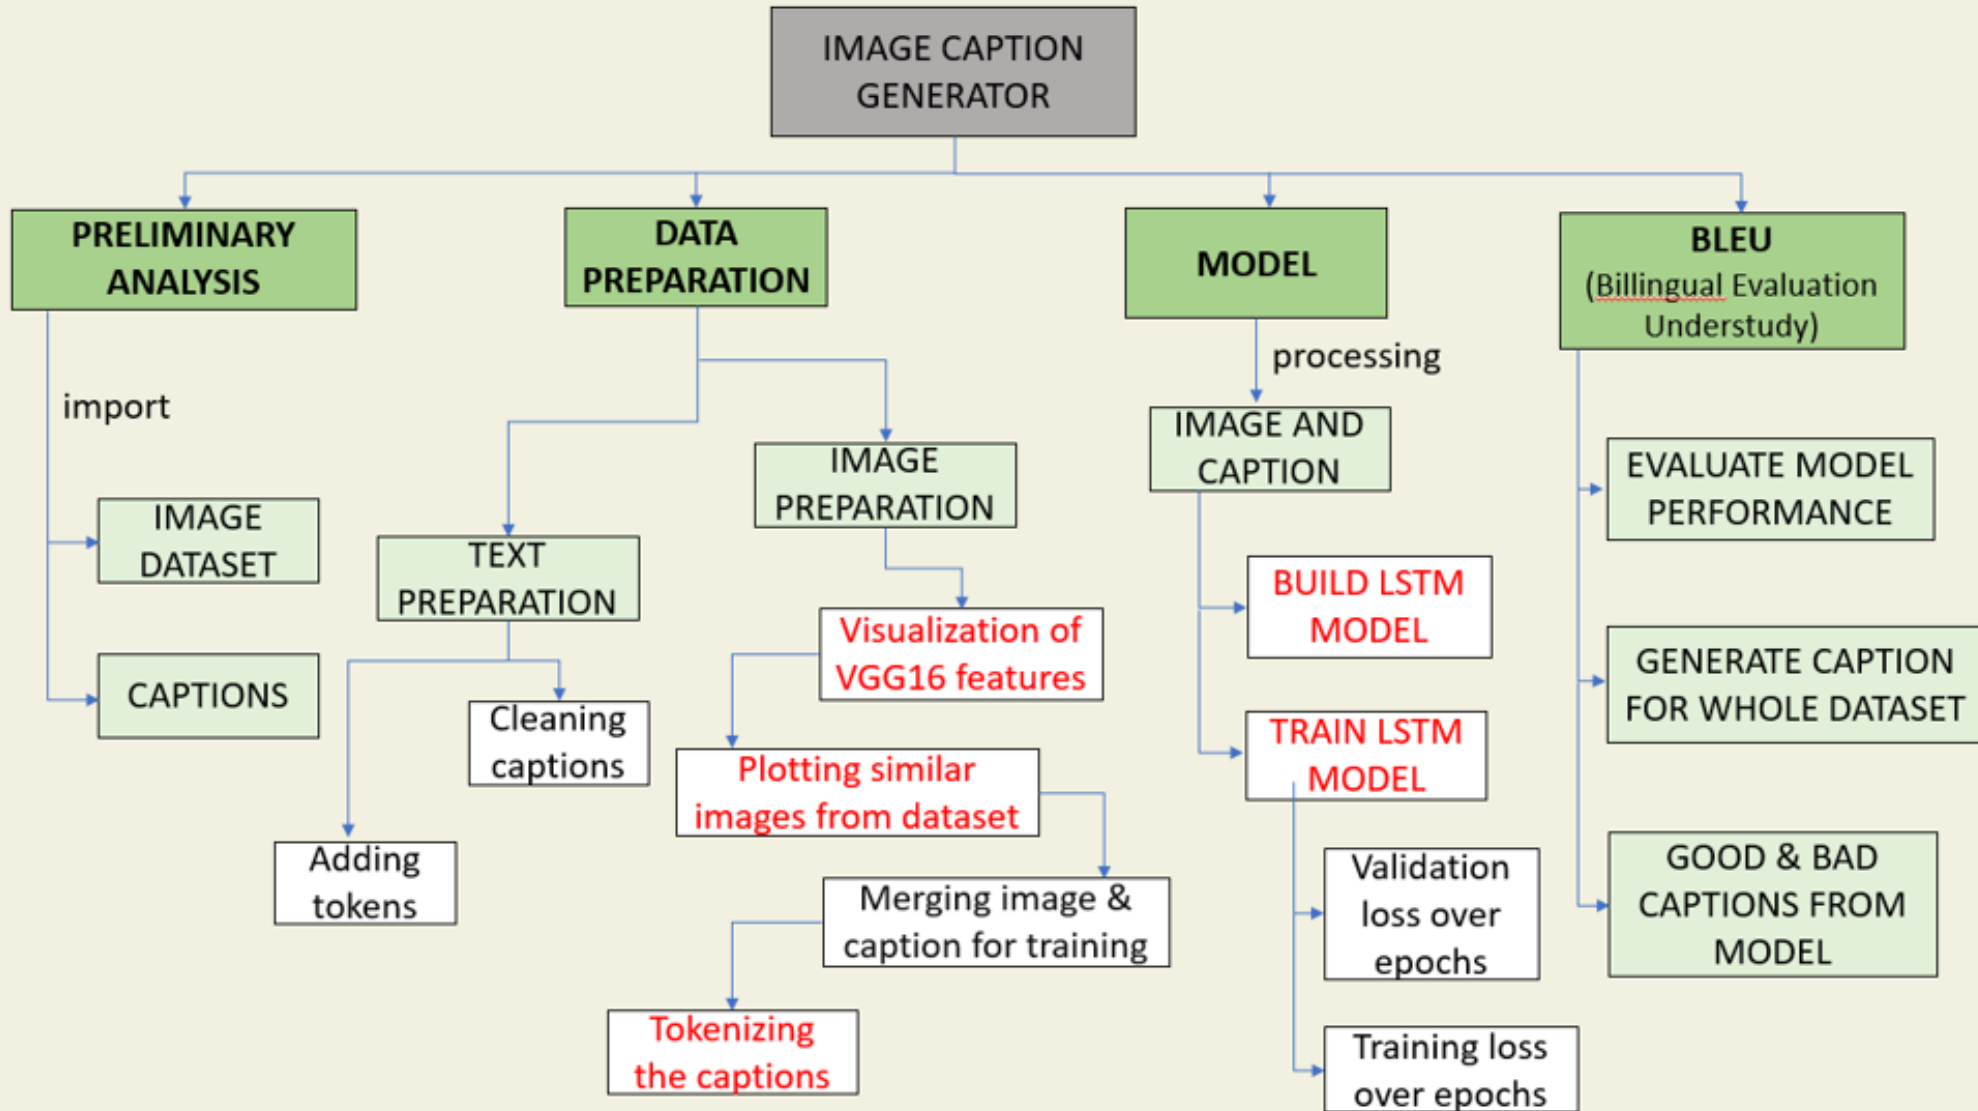 IMAGE CAPTION
GENERATOR
PRELIMINARY
ANALYSIS
import
IMAGE
DATASET
CAPTIONS
DATA
PREPARATION
TEXT
PREPARATION
Adding
tokens
Cleaning
captions
IMAGE
PREPARATION
Visualization of
VGG16 features
Plotting similar
images from dataset
Merging image &
caption for training
Tokenizing
the captions
MODEL
processing
IMAGE AND
CAPTION
BUILD LSTM
MODEL
TRAIN LSTM
MODEL
Validation
loss over
epochs
Training loss
over epochs
BLEU
(Billingual Evaluation
Understudy)
EVALUATE MODEL
PERFORMANCE
GENERATE CAPTION
FOR WHOLE DATASET
GOOD & BAD
CAPTIONS FROM
MODEL